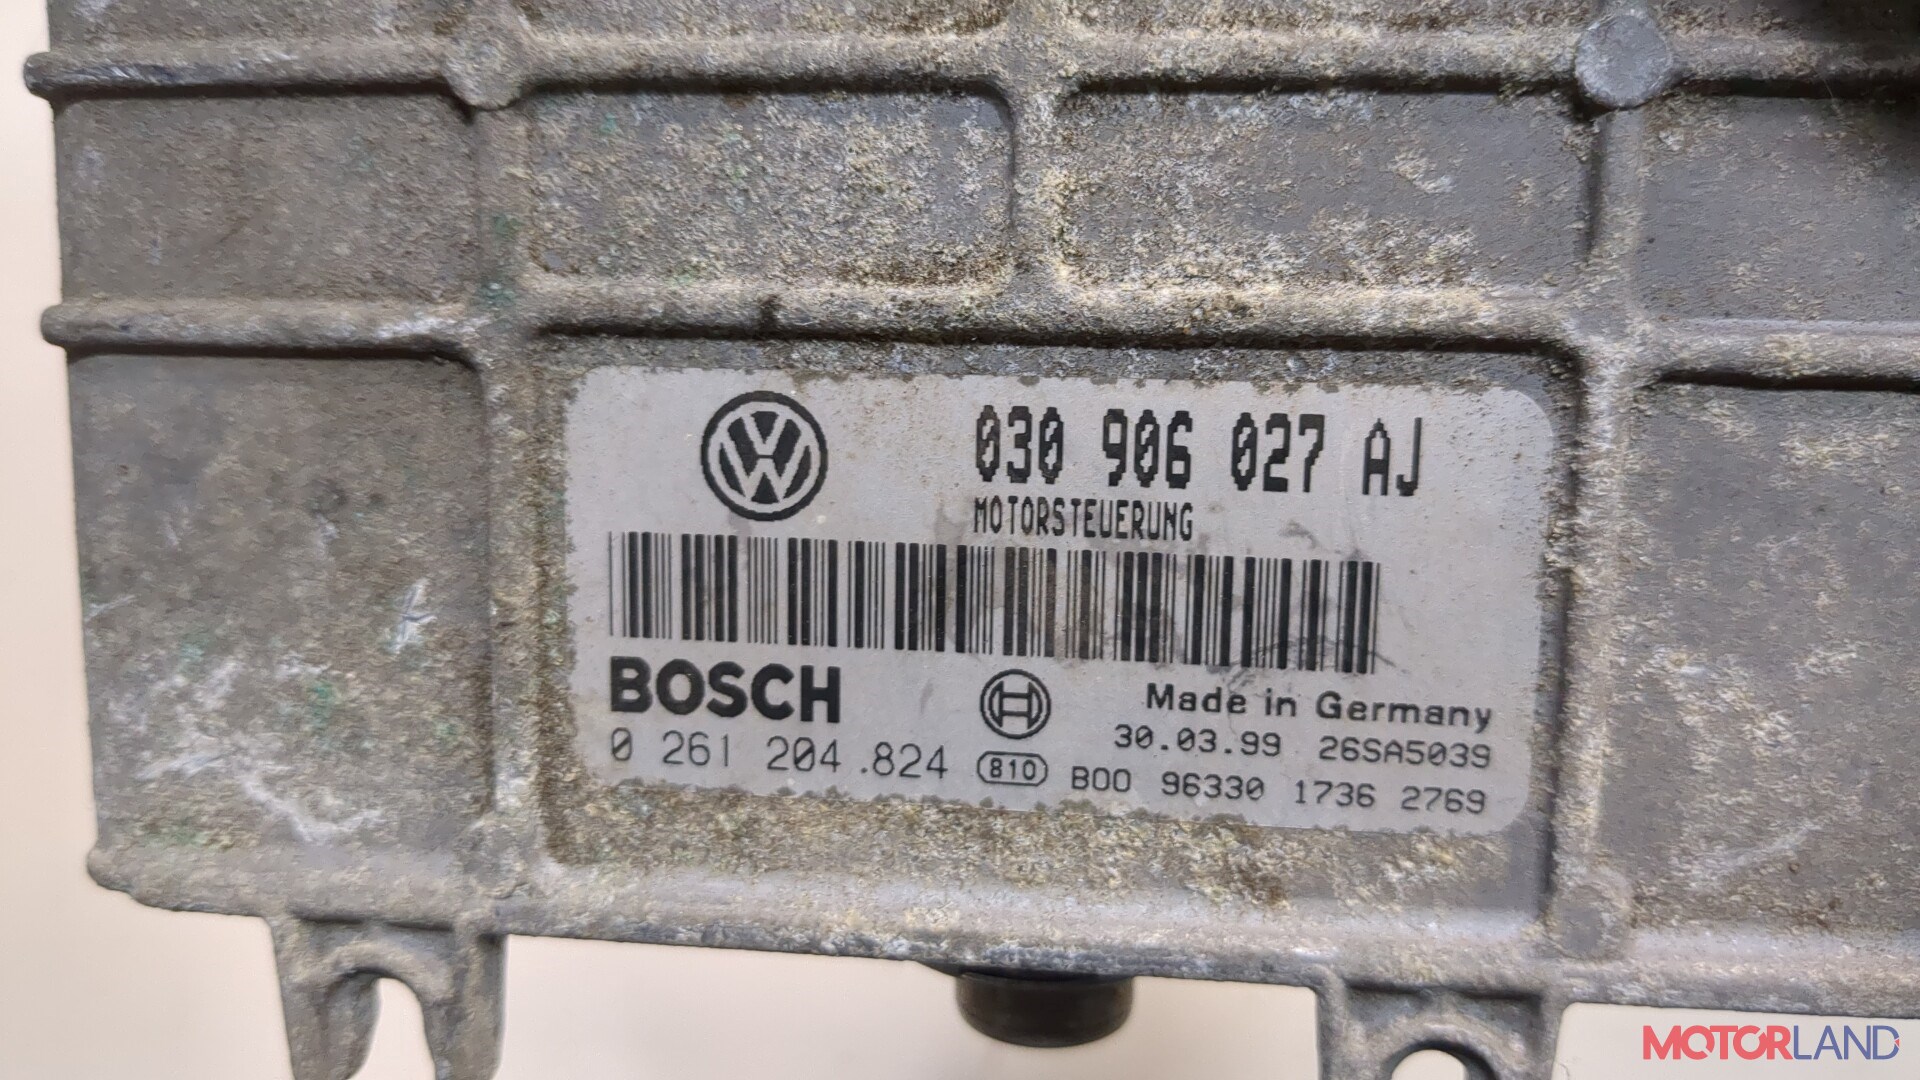 030 906 027 AJ
MOTORSTEUERUNG
BOSCH
Made in Germany
0 261 204.824
30.03.99 26SA5039
810 B00 96330 1736 2769
MOTORLAND